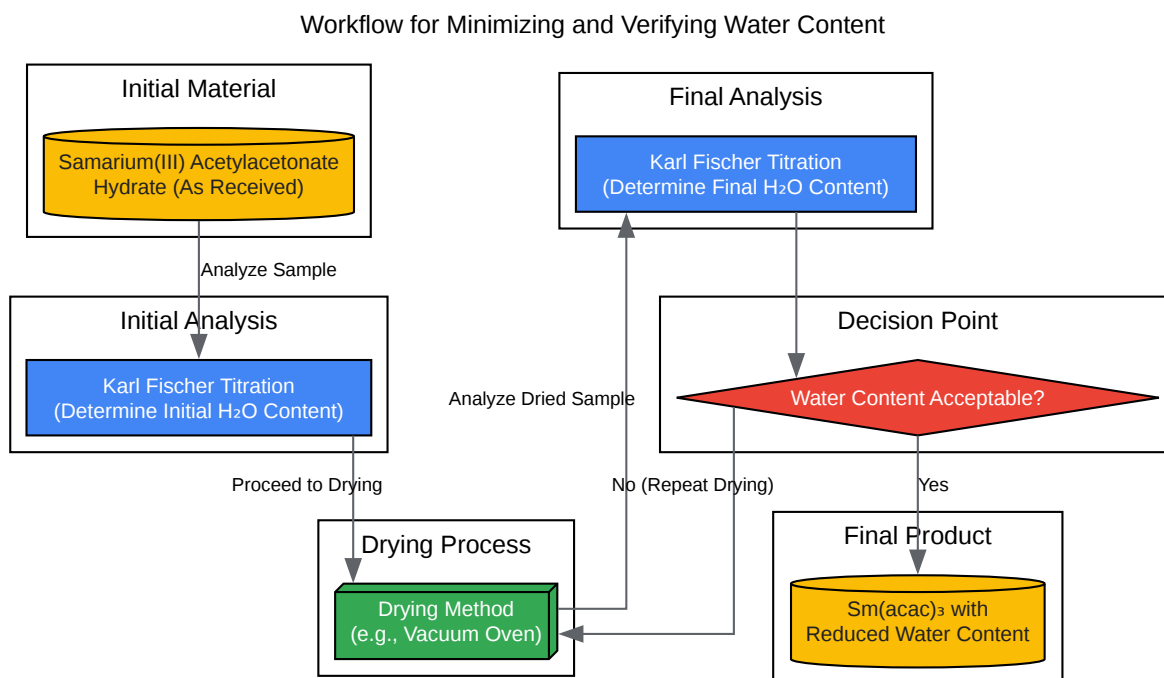 Workflow for Minimizing and Verifying Water Content
Initial Material
Samarium(III) Acetylacetonate
Hydrate (As Received)
Analyze Sample
Initial Analysis
Karl Fischer Titration
(Determine Initial H₂O Content)
Proceed to Drying
Drying Process
Drying Method
(e.g., Vacuum Oven)
Analyze Dried Sample
Final Analysis
Karl Fischer Titration
(Determine Final H₂O Content)
Decision Point
Water Content Acceptable?
No (Repeat Drying)
Yes
Final Product
Sm(acac)₃ with
Reduced Water Content